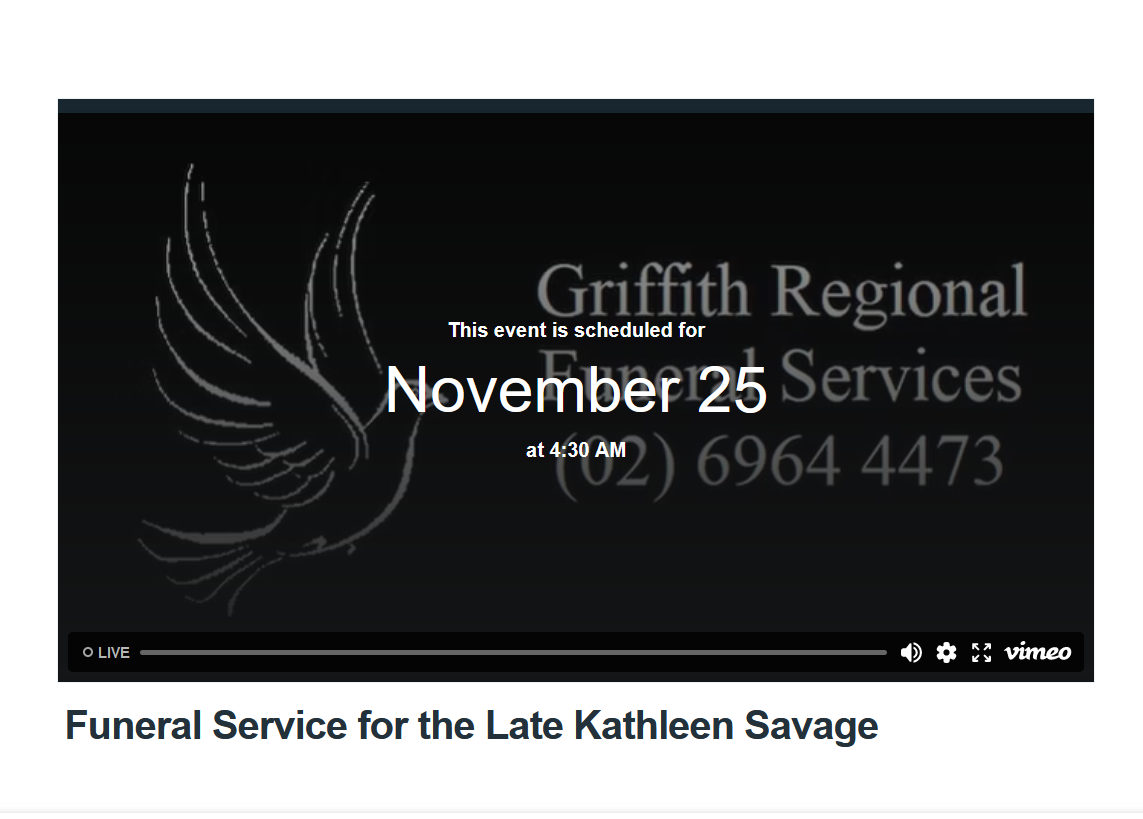 Griffith Regional
This event is scheduled for
Funeral Services
November 25
at 4:30 AM
(02) 6964 4473
LIVE
vimeo
Funeral Service for the Late Kathleen Savage